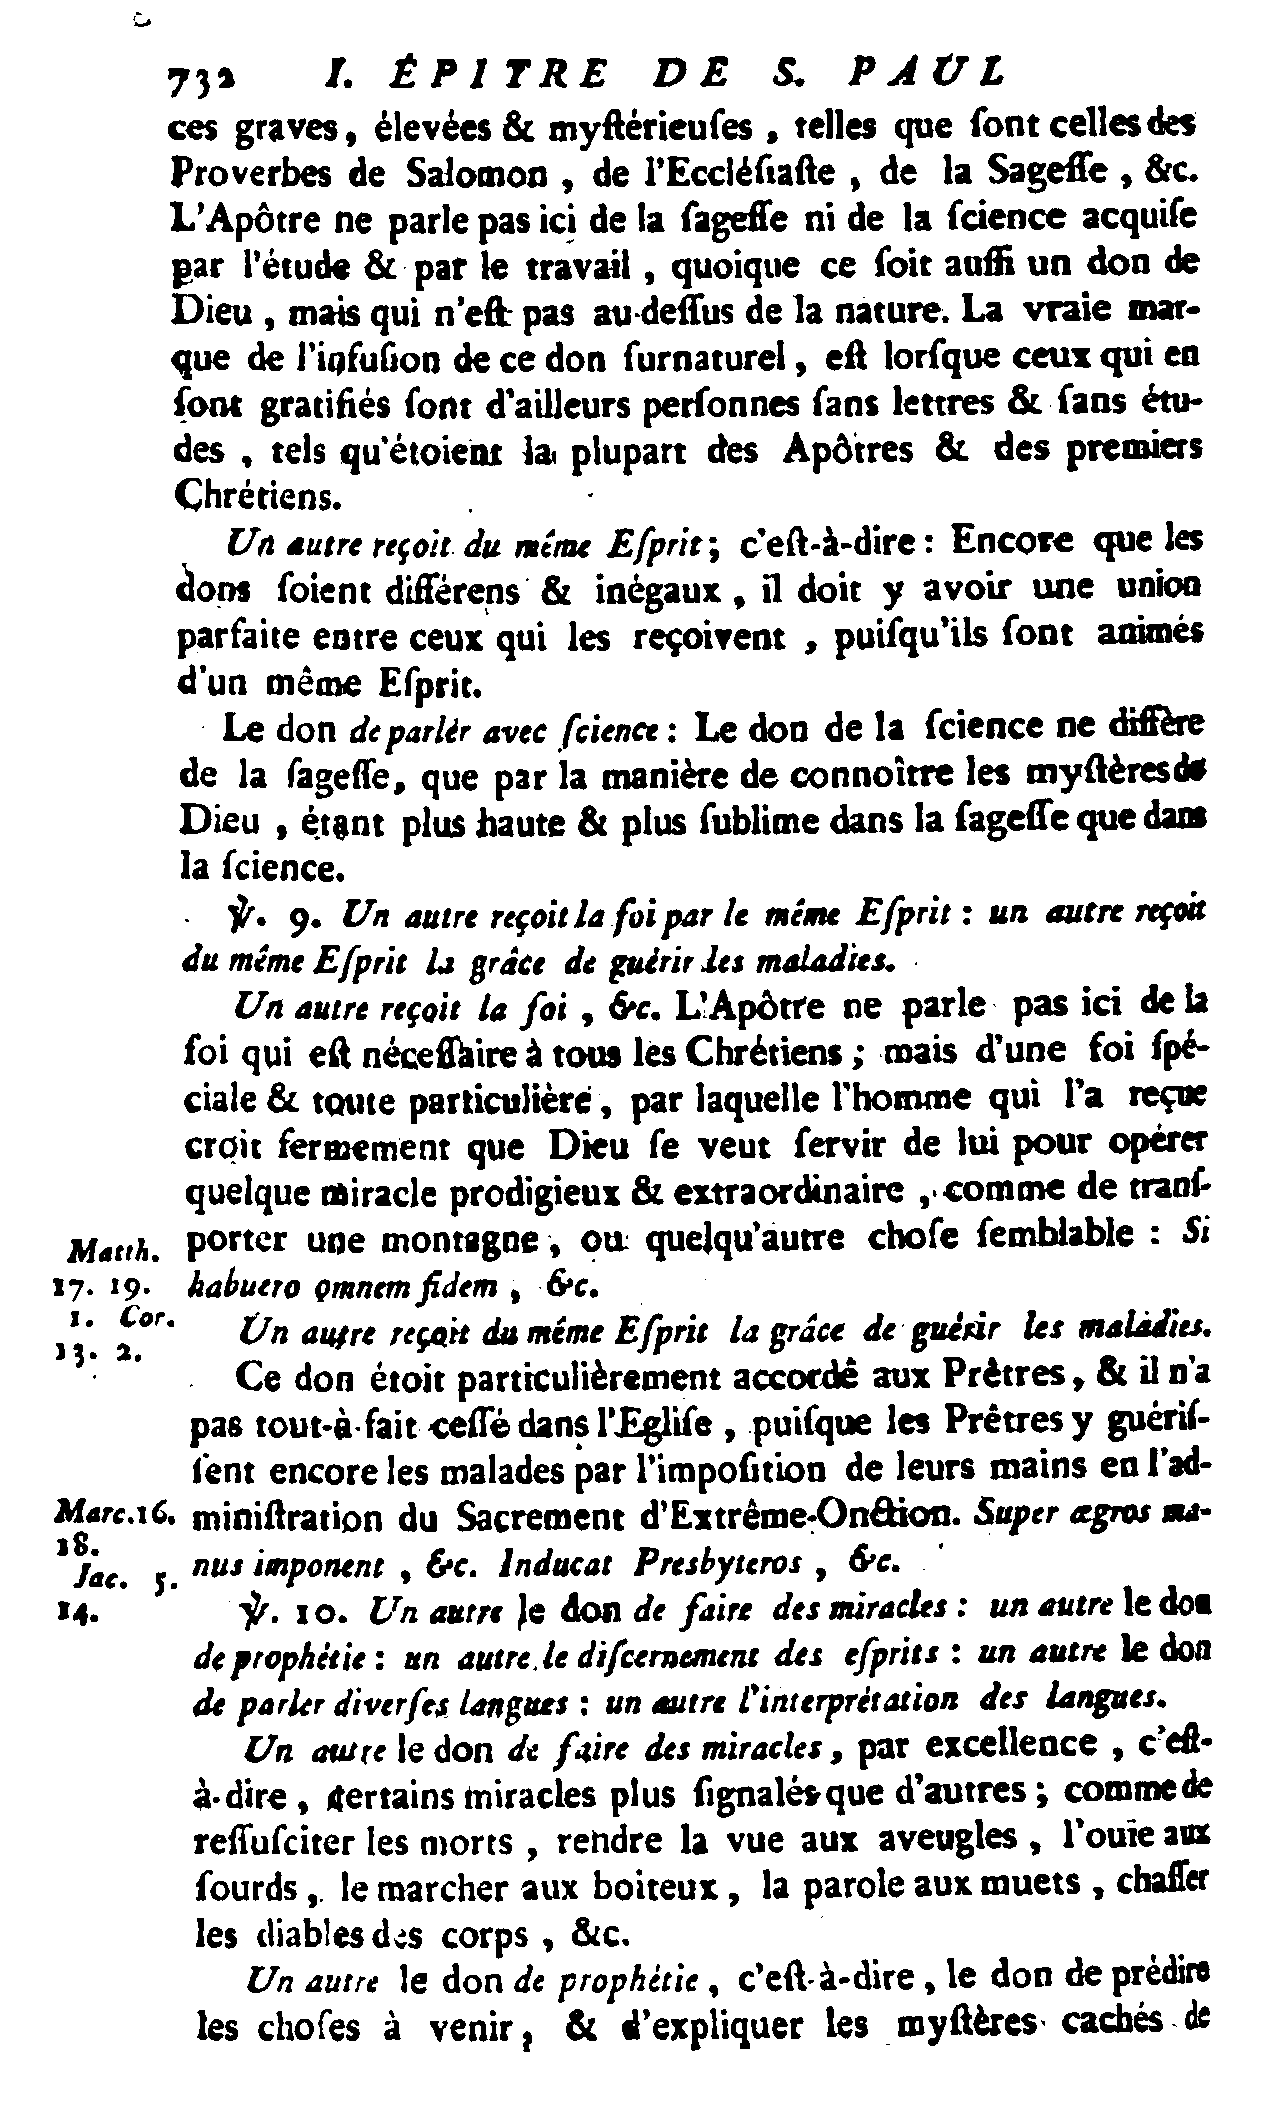 732 I. ÉPITRE DE S. PAUL
ces graves, élevées & myſtérieuſes, telles que ſont celles des
Proverbes de Salomon, de l'Eccléſiaſte, de la Sageſſe, &c.
L'Apôtre ne parle pas ici de la ſageſſe ni de la ſcience acquiſe
par l'étude & par le travail, quoique ce ſoit auſſi un don de
Dieu, mais qui n'eſt pas au-deſſus de la nature. La vraie mar-
que de l'infuſion de ce don ſurnaturel, eſt lorſque ceux qui en
ſont gratifiés ſont d'ailleurs perſonnes ſans lettres & ſans étu-
des, tels qu'étoient la plupart des Apôtres & des premiers
Chrétiens.
Un autre reçoit du même Eſprit; c'eſt-à-dire: Encore que les
dons ſoient différens & inégaux, il doit y avoir une union
parfaite entre ceux qui les reçoivent, puiſqu'ils ſont animés
d'un même Eſprit.
Le don de parler avec ſcience: Le don de la ſcience ne diffère
de la ſageſſe, que par la manière de connoître les myſtères de
Dieu, étant plus haute & plus ſublime dans la ſageſſe que dans
la ſcience.
℣. 9. Un autre reçoit la foi par le même Eſprit: un autre reçoit
du même Eſprit la grâce de guérir les maladies.
Un autre reçoit la foi, &c. L'Apôtre ne parle pas ici de la
foi qui eſt néceſſaire à tous les Chrétiens; mais d'une foi ſpé-
ciale & toute particulière, par laquelle l'homme qui l'a reçue
croit fermement que Dieu ſe veut ſervir de lui pour opérer
quelque miracle prodigieux & extraordinaire, comme de tranſ-
Matth. porter une montagne, ou quelqu'autre choſe ſemblable: Si
17. 19. habuero omnem fidem, &c.
1. Cor. Un autre reçoit du même Eſprit la grâce de guérir les maladies.
13. 2.
Ce don étoit particulièrement accordé aux Prêtres, & il n'a
pas tout-à-fait ceſſé dans l'Egliſe, puiſque les Prêtres y guériſ-
ſent encore les malades par l'impoſition de leurs mains en l'ad-
Marc. 16. miniſtration du Sacrement d'Extrême-Onction. Super ægros ma-
18.
Jac. 5. nus imponent, &c. Inducat Presbyteros, &c.
14. ℣. 10. Un autre le don de faire des miracles: un autre le don
de prophétie: un autre le diſcernement des eſprits: un autre le don
de parler diverſes langues: un autre l'interprétation des langues.
Un autre le don de faire des miracles, par excellence, c'eſt-
à-dire, certains miracles plus ſignalés que d'autres; comme de
reſſuſciter les morts, rendre la vue aux aveugles, l'ouïe aux
ſourds, le marcher aux boiteux, la parole aux muets, chaſſer
les diables des corps, &c.
Un autre le don de prophétie, c'eſt-à-dire, le don de prédire
les choſes à venir, & d'expliquer les myſtères cachés de